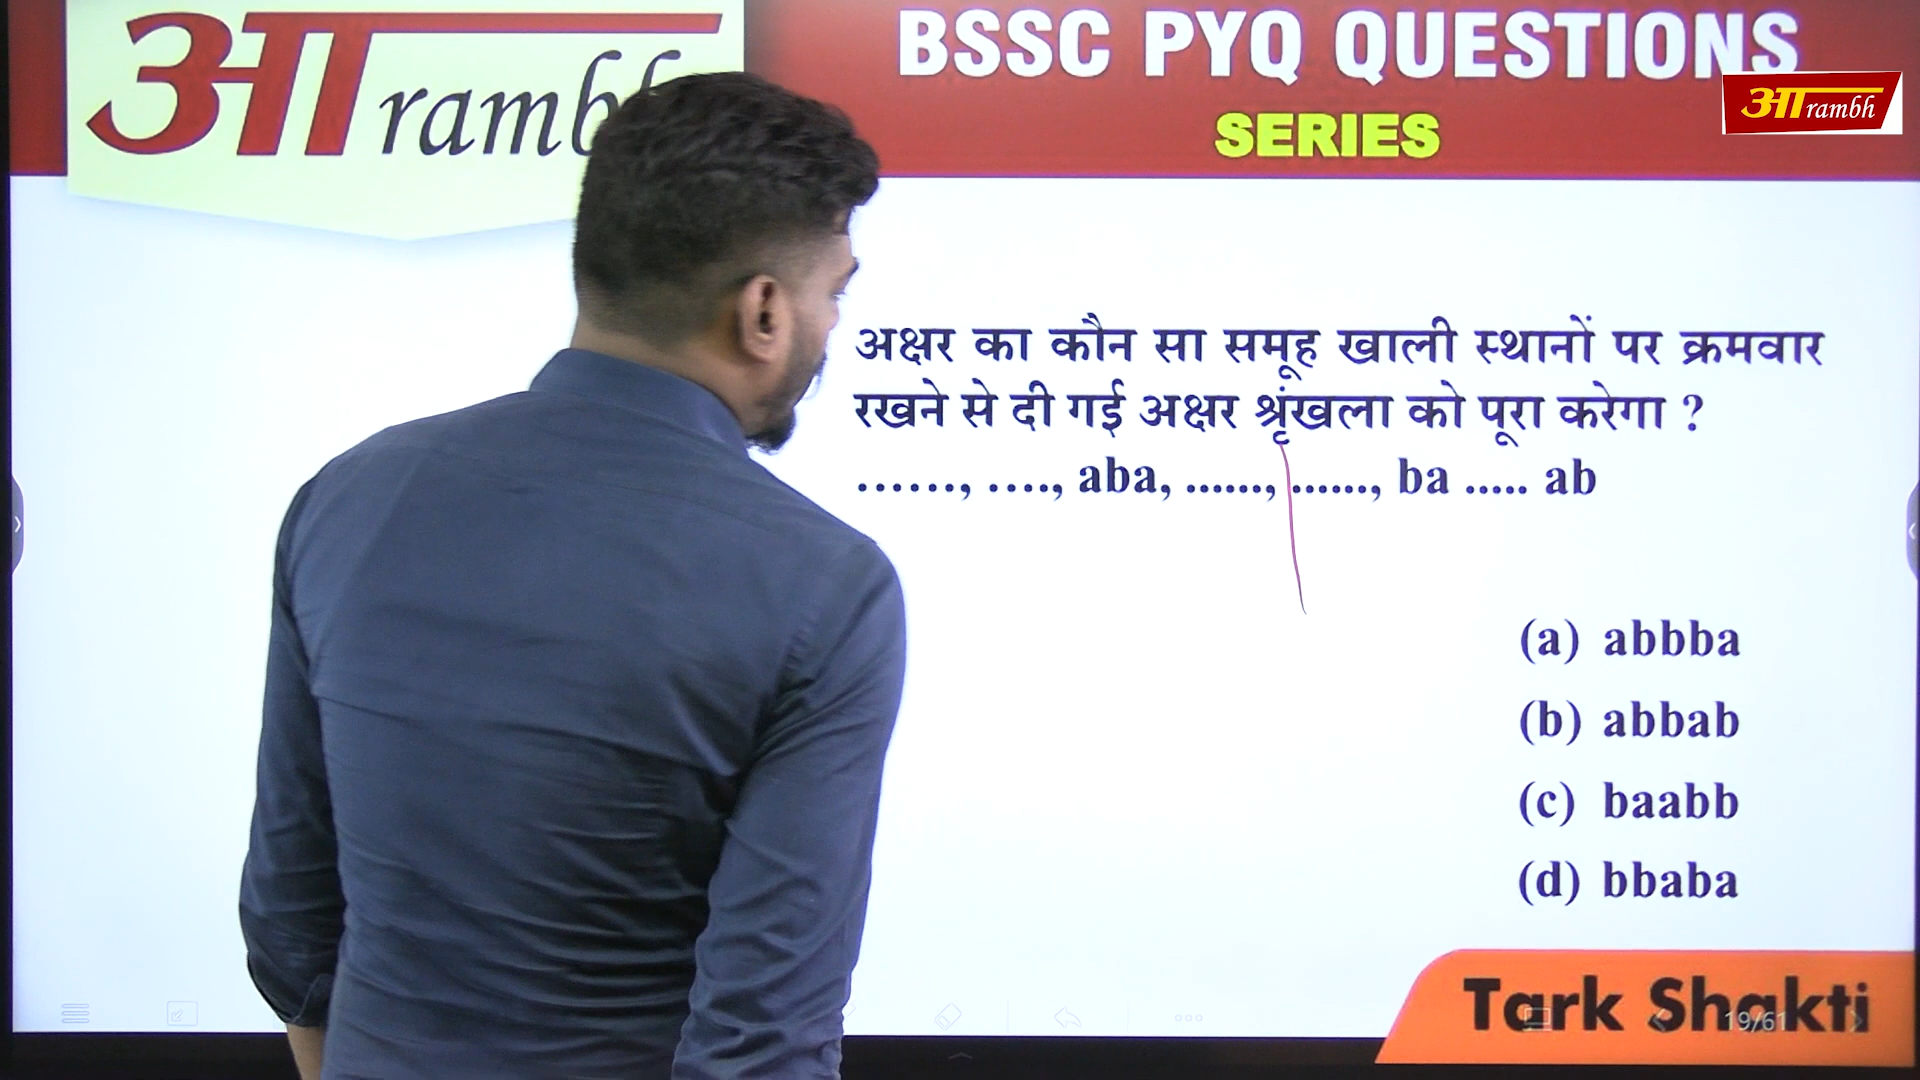 आrambh
BSSC PYQ QUESTIONS
SERIES
आrambh
अक्षर का कौन सा समूह खाली स्थानों पर क्रमवार
रखने से दी गई अक्षर श्रृंखला को पूरा करेगा ?
......, ...., aba, ......, ......, ba ..... ab
(a) abbba
(b) abbab
(c) baabb
(d) bbaba
Tark Shakti
19/61